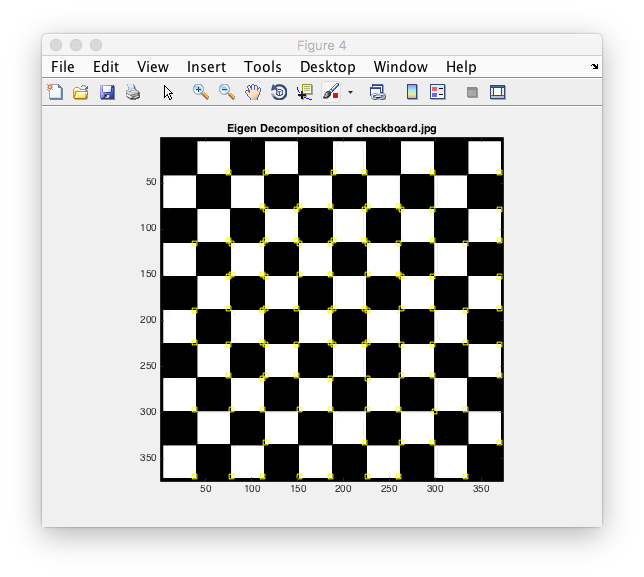 Figure 4
File Edit View Insert Tools Desktop Window Help
Eigen Decomposition of checkboard.jpg
50
100
150
200
250
300
350
50 100 150 200 250 300 350